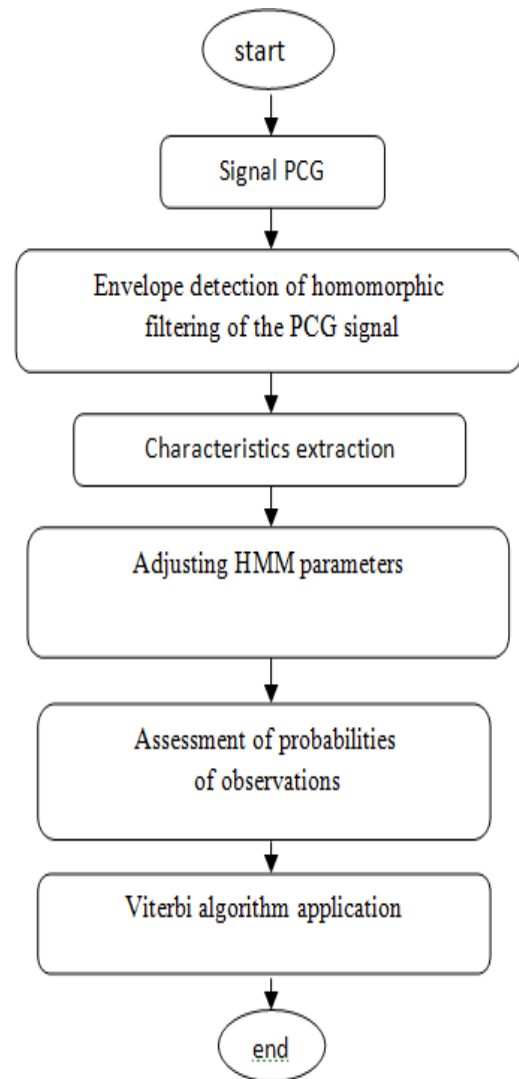 start
Signal PCG
Envelope detection of homomorphic
filtering of the PCG signal
Characteristics extraction
Adjusting HMM parameters
Assessment of probabilities
of observations
Viterbi algorithm application
end